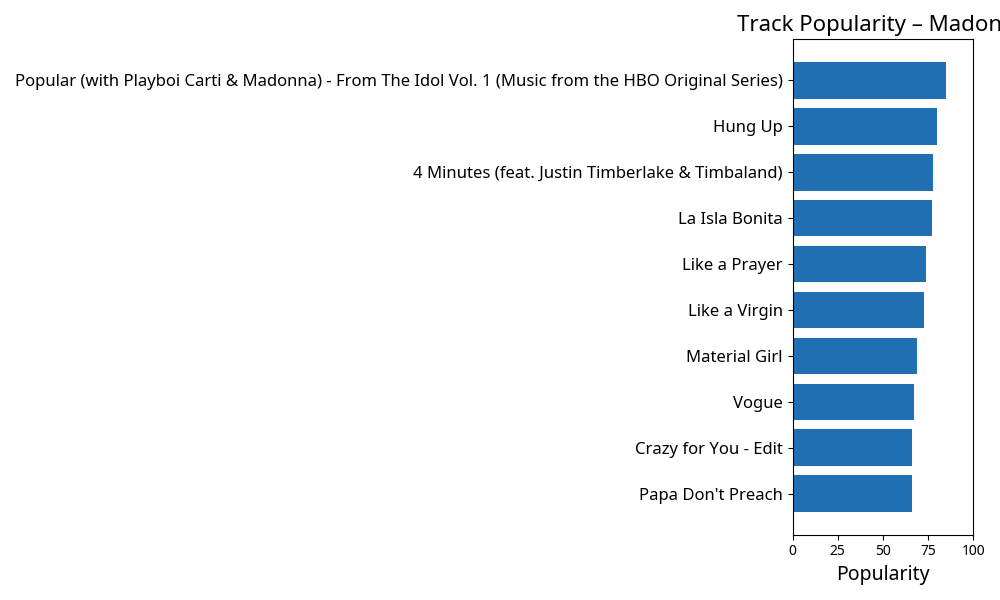 Track Popularity – Madon
Popular (with Playboi Carti & Madonna) - From The Idol Vol. 1 (Music from the HBO Original Series)
Hung Up
4 Minutes (feat. Justin Timberlake & Timbaland)
La Isla Bonita
Like a Prayer
Like a Virgin
Material Girl
Vogue
Crazy for You - Edit
Papa Don't Preach
0 25 50 75 100
Popularity